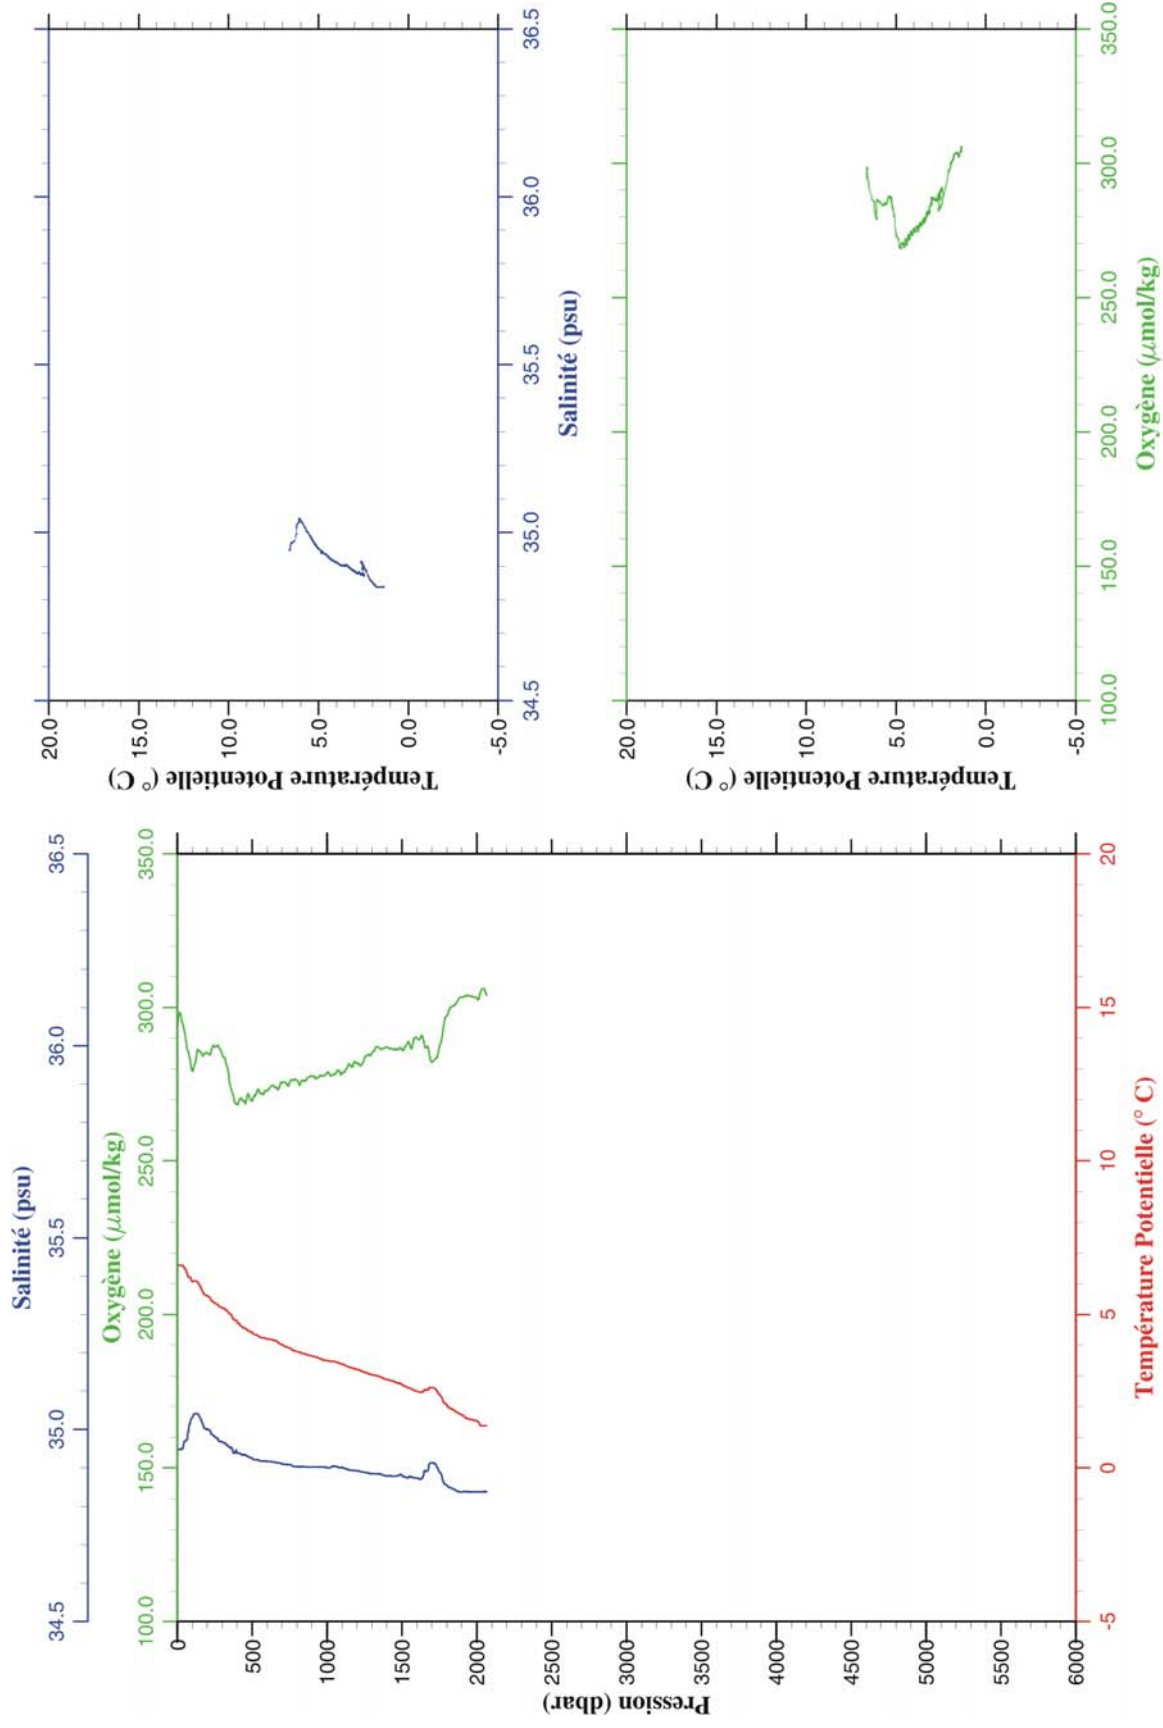 Salinité (psu)
34.5 35.0 35.5 36.0 36.5
Oxygène (μmol/kg)
100.0 150.0 200.0 250.0 300.0 350.0
Pression (dbar)
0
500
1000
1500
2000
2500
3000
3500
4000
4500
5000
5500
6000
-5 0 5 10 15 20
Température Potentielle (° C)
Température Potentielle (° C)
20.0
15.0
10.0
5.0
0.0
-5.0
34.5 35.0 35.5 36.0 36.5
Salinité (psu)
Température Potentielle (° C)
20.0
15.0
10.0
5.0
0.0
-5.0
100.0 150.0 200.0 250.0 300.0 350.0
Oxygène (μmol/kg)